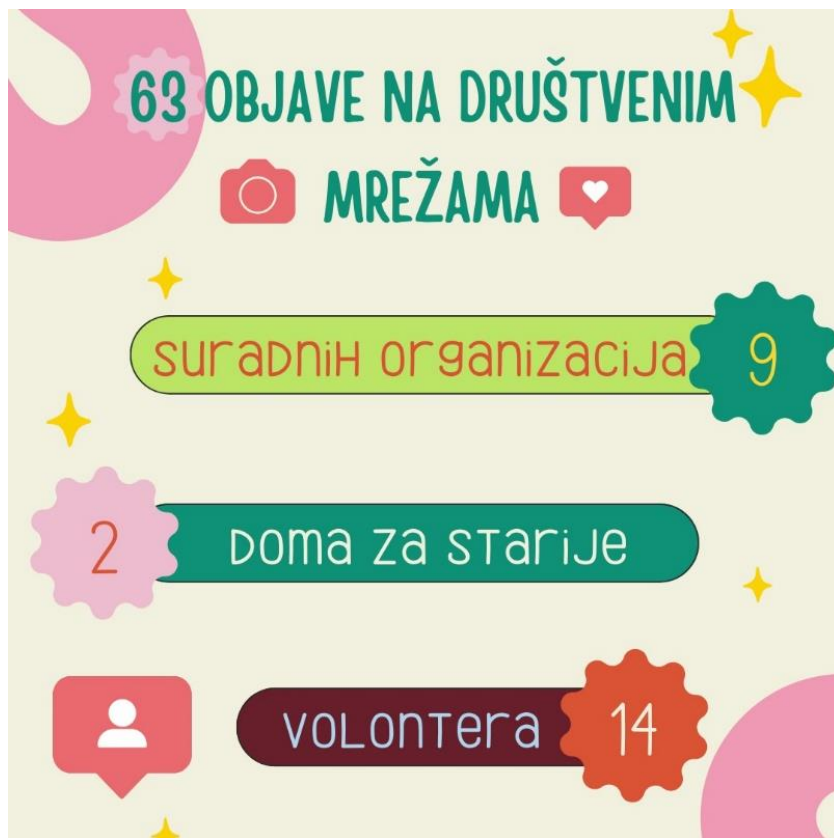 63 OBJAVE NA DRUŠTVENIM
MREŽAMA
suradnih organizacija 9
2 doma za starije
volontera 14